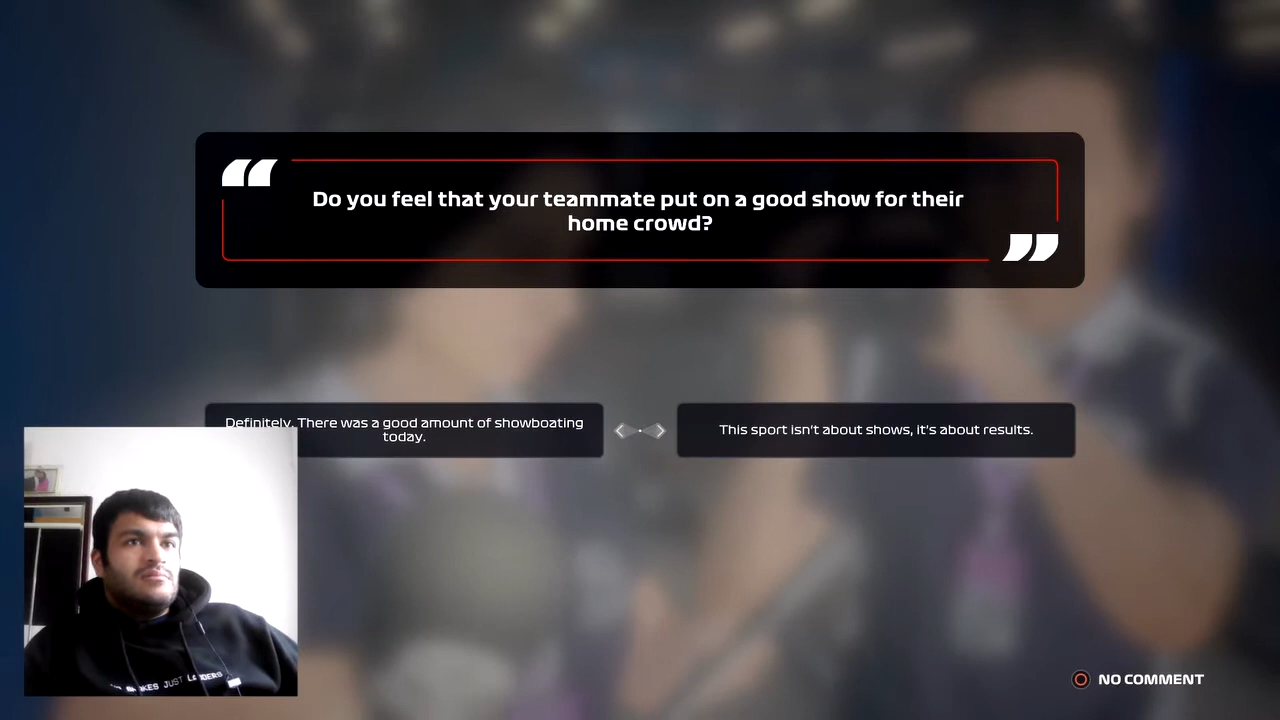 Do you feel that your teammate put on a good show for their
home crowd?
Definitely. There was a good amount of showboating
today.
This sport isn't about shows, it's about results.
JUST
NO COMMENT